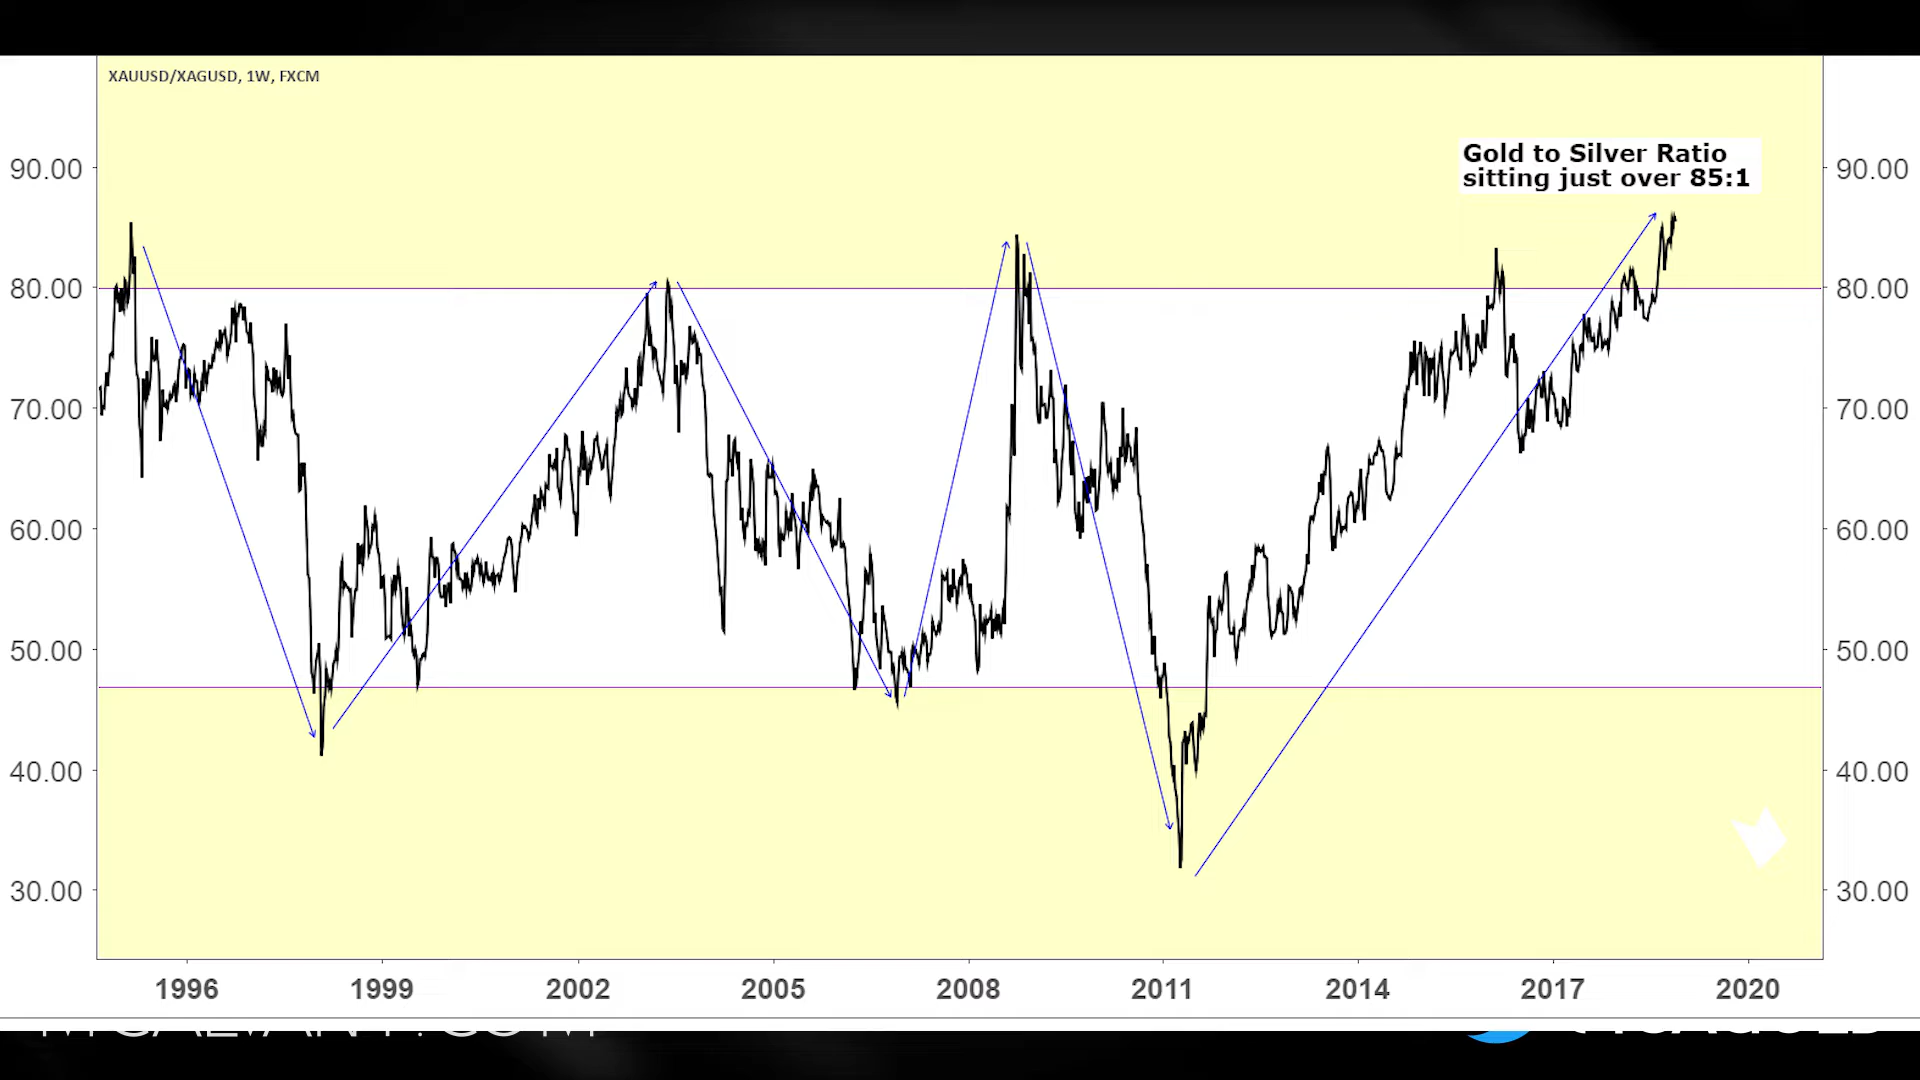 XAUUSD/XAGUSD, 1W, FXCM
Gold to Silver Ratio
sitting just over 85:1
90.00 90.00
80.00 80.00
70.00 70.00
60.00 60.00
50.00 50.00
40.00 40.00
30.00 30.00
1996 1999 2002 2005 2008 2011 2014 2017 2020